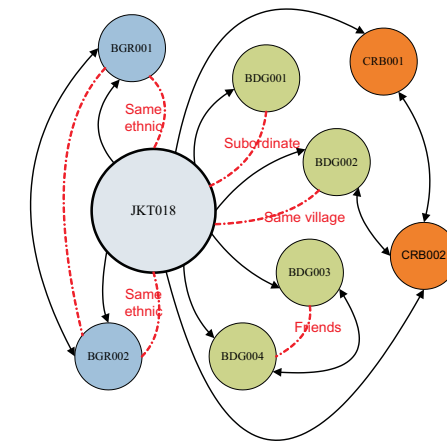 BGR001
CRB001
BDG001
Same
ethnic
Subordinate
BDG002
JKT018
Same village
CRB002
BDG003
Same
ethnic
Friends
BGR002
BDG004